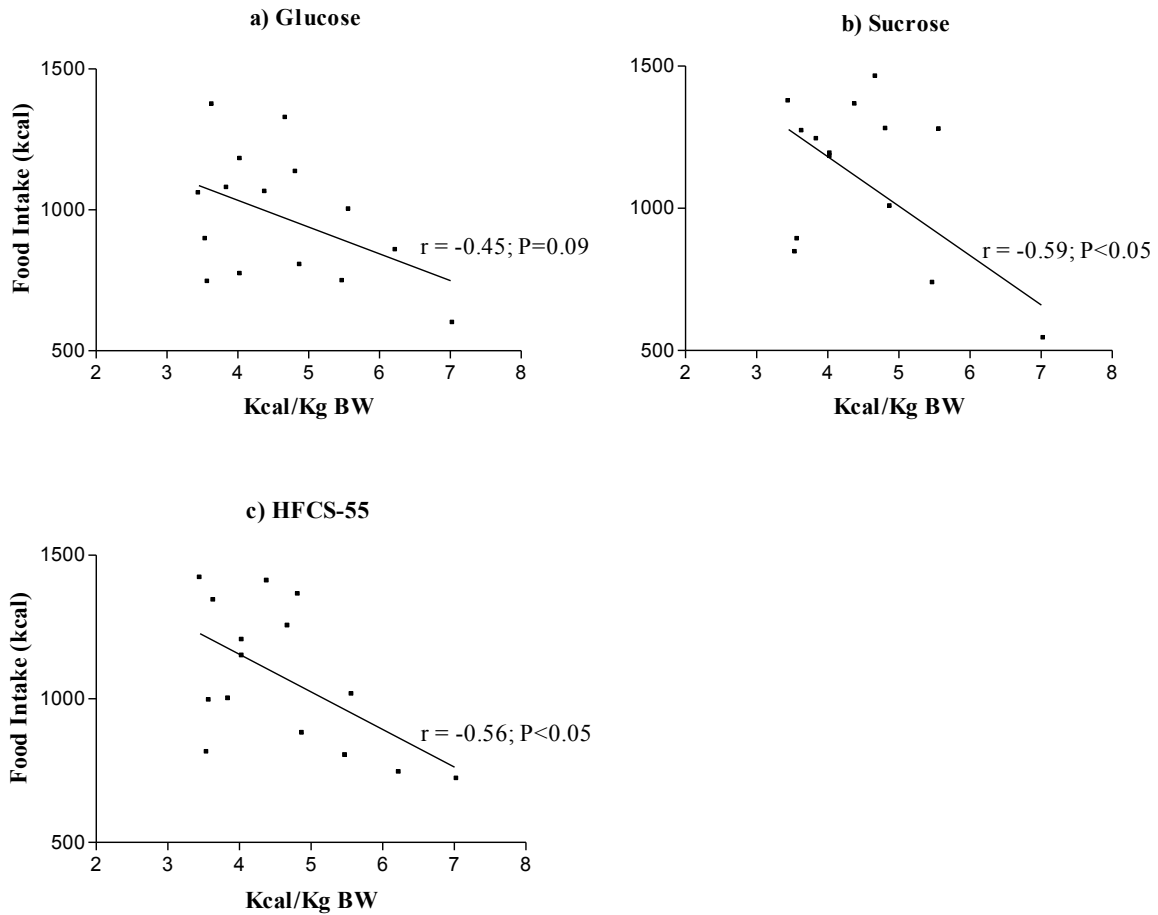 a) Glucose
1500
1000
500
Food Intake (kcal)
r = -0.45; P=0.09
2 3 4 5 6 7 8
Kcal/Kg BW
b) Sucrose
1500
1000
500
r = -0.59; P<0.05
2 3 4 5 6 7 8
Kcal/Kg BW
c) HFCS-55
1500
1000
500
Food Intake (kcal)
r = -0.56; P<0.05
2 3 4 5 6 7 8
Kcal/Kg BW